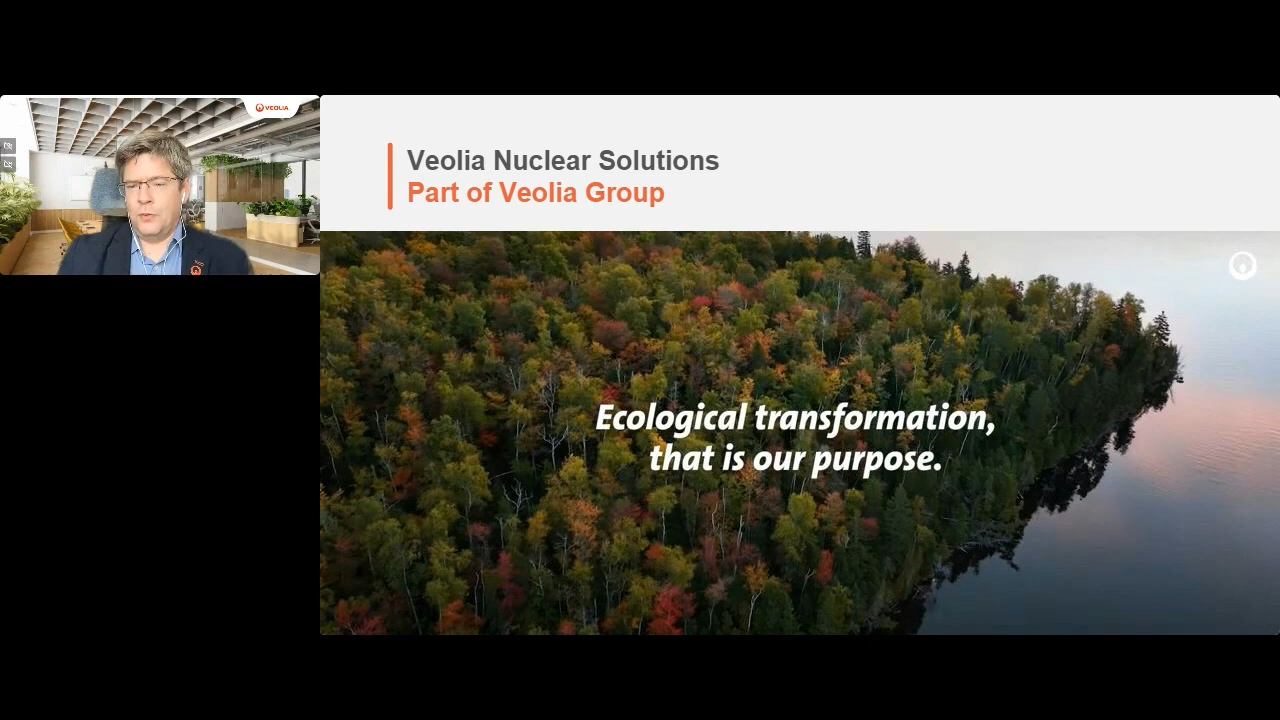 VEOLIA
Veolia Nuclear Solutions
Part of Veolia Group
Ecological transformation,
that is our purpose.